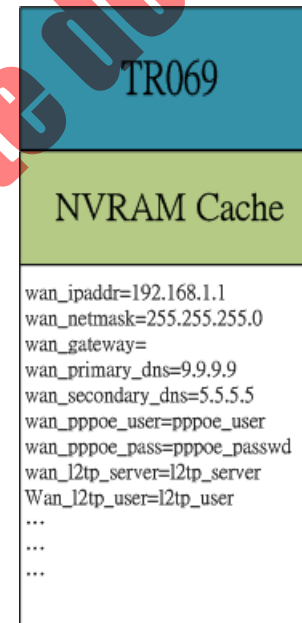 TR069
NVRAM Cache
wan_ipaddr=192.168.1.1
wan_netmask=255.255.255.0
wan_gateway=
wan_primary_dns=9.9.9.9
wan_secondary_dns=5.5.5.5
wan_pppoe_user=pppoe_user
wan_pppoe_pass=pppoe_passwd
wan_l2tp_server=l2tp_server
Wan_l2tp_user=l2tp_user
...
...
...